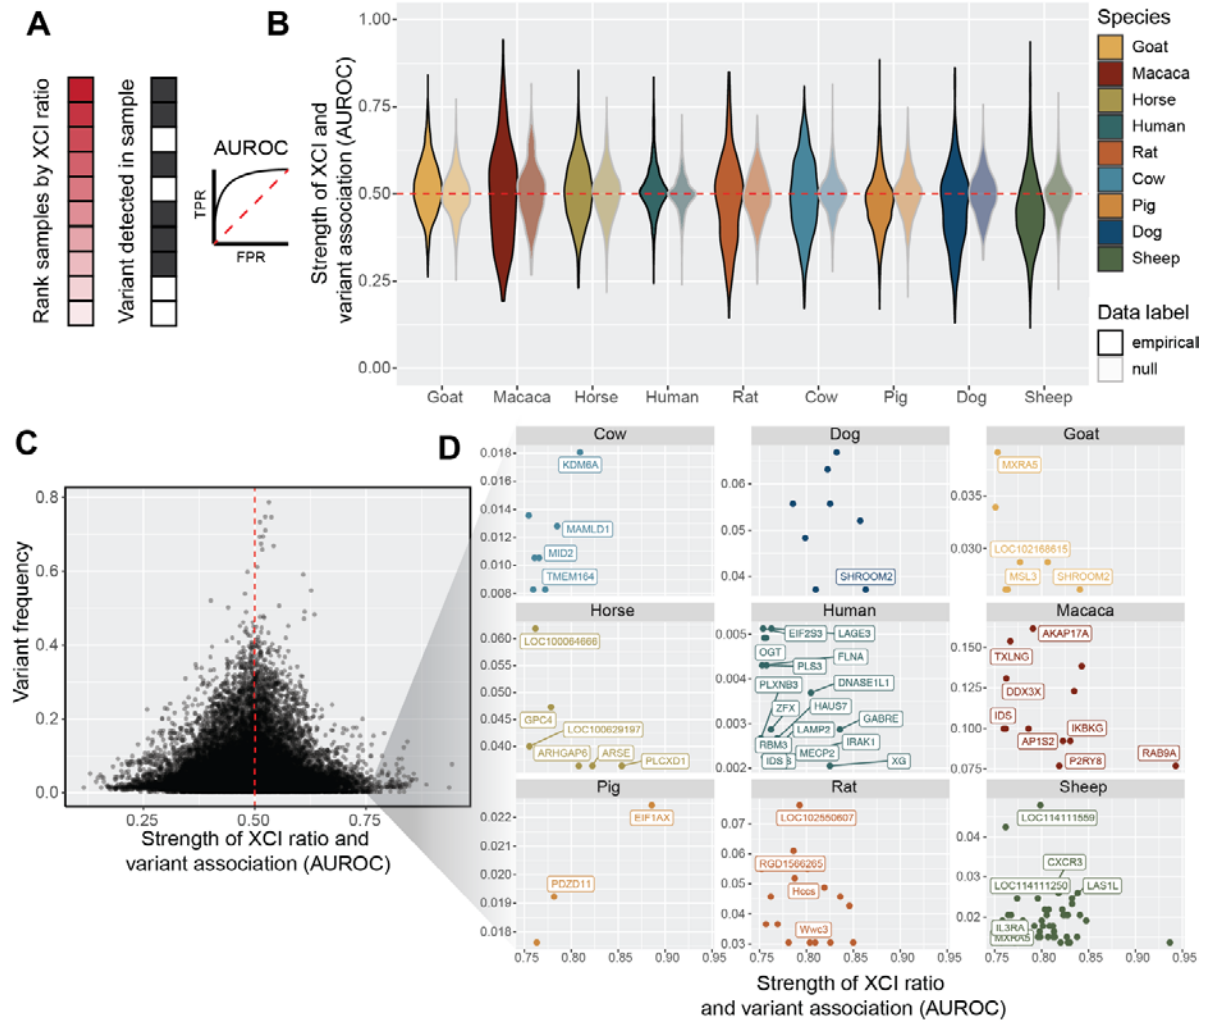 A
Rank samples by XCI ratio
Variant detected in sample
AUROC
TPR
FPR
B
Strength of XCI and
variant association (AUROC)
1.00
0.75
0.50
0.25
0.00
Goat
Macaca
Horse
Human
Rat
Cow
Pig
Dog
Sheep
Species
Goat
Macaca
Horse
Human
Rat
Cow
Pig
Dog
Sheep
Data label
empirical
null
C
Variant frequency
0.8
0.6
0.4
0.2
0.0
0.25
0.50
0.75
Strength of XCI ratio and
variant association (AUROC)
D
Cow
0.018
0.016
0.014
0.012
0.010
0.008
KDM6A
MAMLD1
MID2
TMEM164
Dog
0.06
0.05
0.04
SHROOM2
Goat
0.035
0.030
MXRA5
LOC102168615
MSL3
SHROOM2
Horse
0.060
0.055
0.050
0.045
0.040
LOC100064666
GPC4
LOC100629197
ARHGAP6
ARSE
PLCXD1
Human
0.005
0.004
0.003
0.002
EIF2S3
LAGE3
OGT
FLNA
PLS3
PLXNB3
DNASE1L1
ZFX
HAUS7
GABRE
LAMP2
RBM3
IRAK1
MECP2
IDS
XG
Macaca
0.150
0.125
0.100
0.075
AKAP17A
TXLNG
DDX3X
IDS
IKBKG
AP1S2
P2RY8
RAB9A
Pig
0.022
0.021
0.020
0.019
0.018
EIF1AX
PDZD11
Rat
0.07
0.06
0.05
0.04
0.03
LOC102550607
RGD1566265
Hccs
Wwc3
Sheep
0.04
0.03
0.02
LOC114111559
CXCR3
LOC114111250
LAS1L
IL3RA
MXRA5
0.75
0.80
0.85
0.90
0.95
0.75
0.80
0.85
0.90
0.95
0.75
0.80
0.85
0.90
0.95
Strength of XCI ratio
and variant association (AUROC)